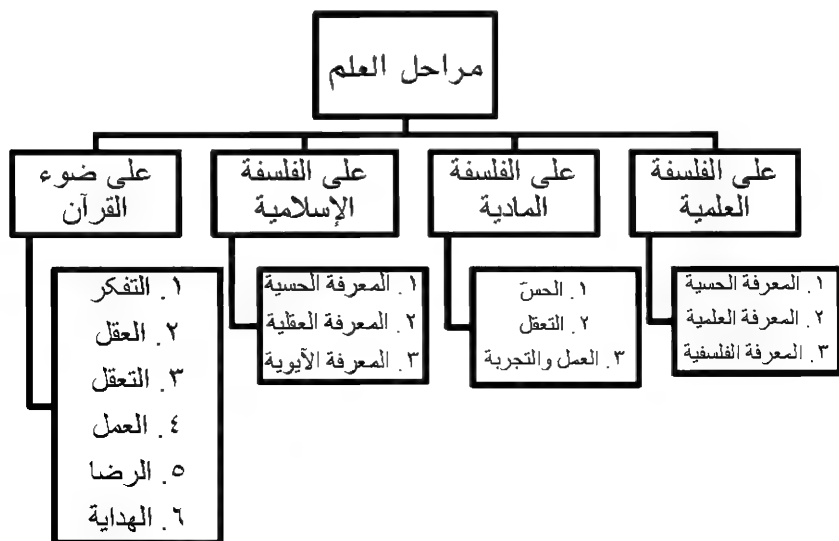 مراحل العلم
على الفلسفة
العلمية
على الفلسفة
المادية
على الفلسفة
الإسلامية
على ضوء
القرآن
١. المعرفة الحسية
٢. المعرفة العلمية
٣. المعرفة الفلسفية
١. الحسّ
٢. التعقل
٣. العمل والتجربة
١. المعرفة الحسية
٢. المعرفة العقلية
٣. المعرفة الآيوية
١. التفكر
٢. العقل
٣. التعقل
٤. العمل
٥. الرضا
٦. الهداية